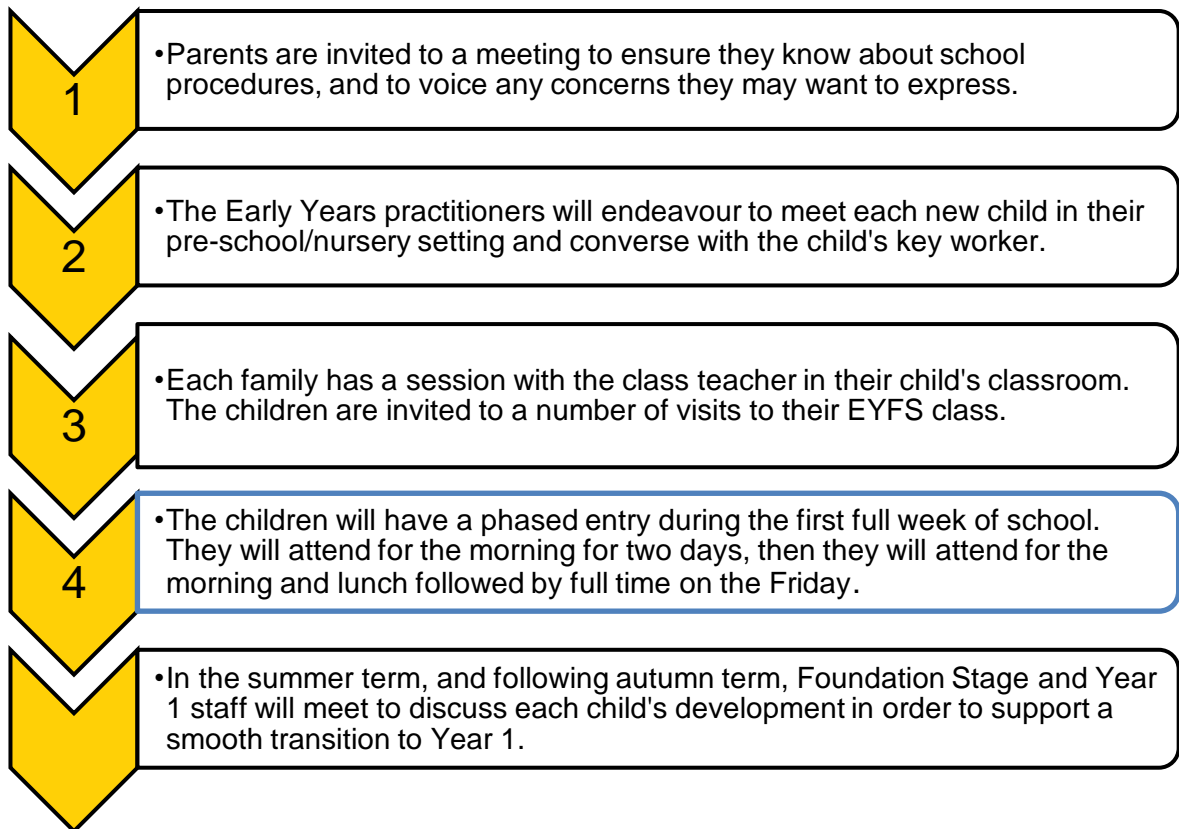 1
•Parents are invited to a meeting to ensure they know about school
procedures, and to voice any concerns they may want to express.
2
•The Early Years practitioners will endeavour to meet each new child in their
pre-school/nursery setting and converse with the child's key worker.
3
•Each family has a session with the class teacher in their child's classroom.
The children are invited to a number of visits to their EYFS class.
4
•The children will have a phased entry during the first full week of school.
They will attend for the morning for two days, then they will attend for the
morning and lunch followed by full time on the Friday.
•In the summer term, and following autumn term, Foundation Stage and Year
1 staff will meet to discuss each child's development in order to support a
smooth transition to Year 1.